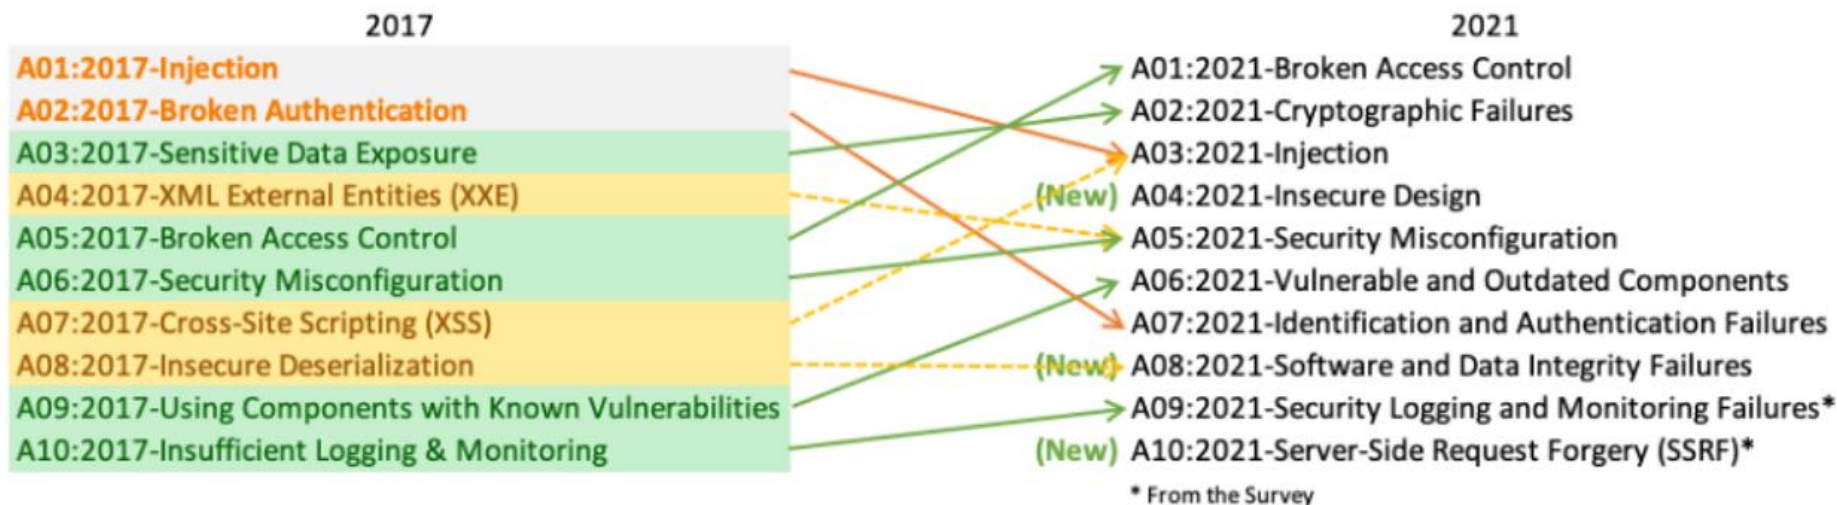 2017
A01:2017-Injection
A02:2017-Broken Authentication
A03:2017-Sensitive Data Exposure
A04:2017-XML External Entities (XXE)
A05:2017-Broken Access Control
A06:2017-Security Misconfiguration
A07:2017-Cross-Site Scripting (XSS)
A08:2017-Insecure Deserialization
A09:2017-Using Components with Known Vulnerabilities
A10:2017-Insufficient Logging & Monitoring
2021
A01:2021-Broken Access Control
A02:2021-Cryptographic Failures
A03:2021-Injection
(New) A04:2021-Insecure Design
A05:2021-Security Misconfiguration
A06:2021-Vulnerable and Outdated Components
A07:2021-Identification and Authentication Failures
(New) A08:2021-Software and Data Integrity Failures
A09:2021-Security Logging and Monitoring Failures*
(New) A10:2021-Server-Side Request Forgery (SSRF)*
* From the Survey